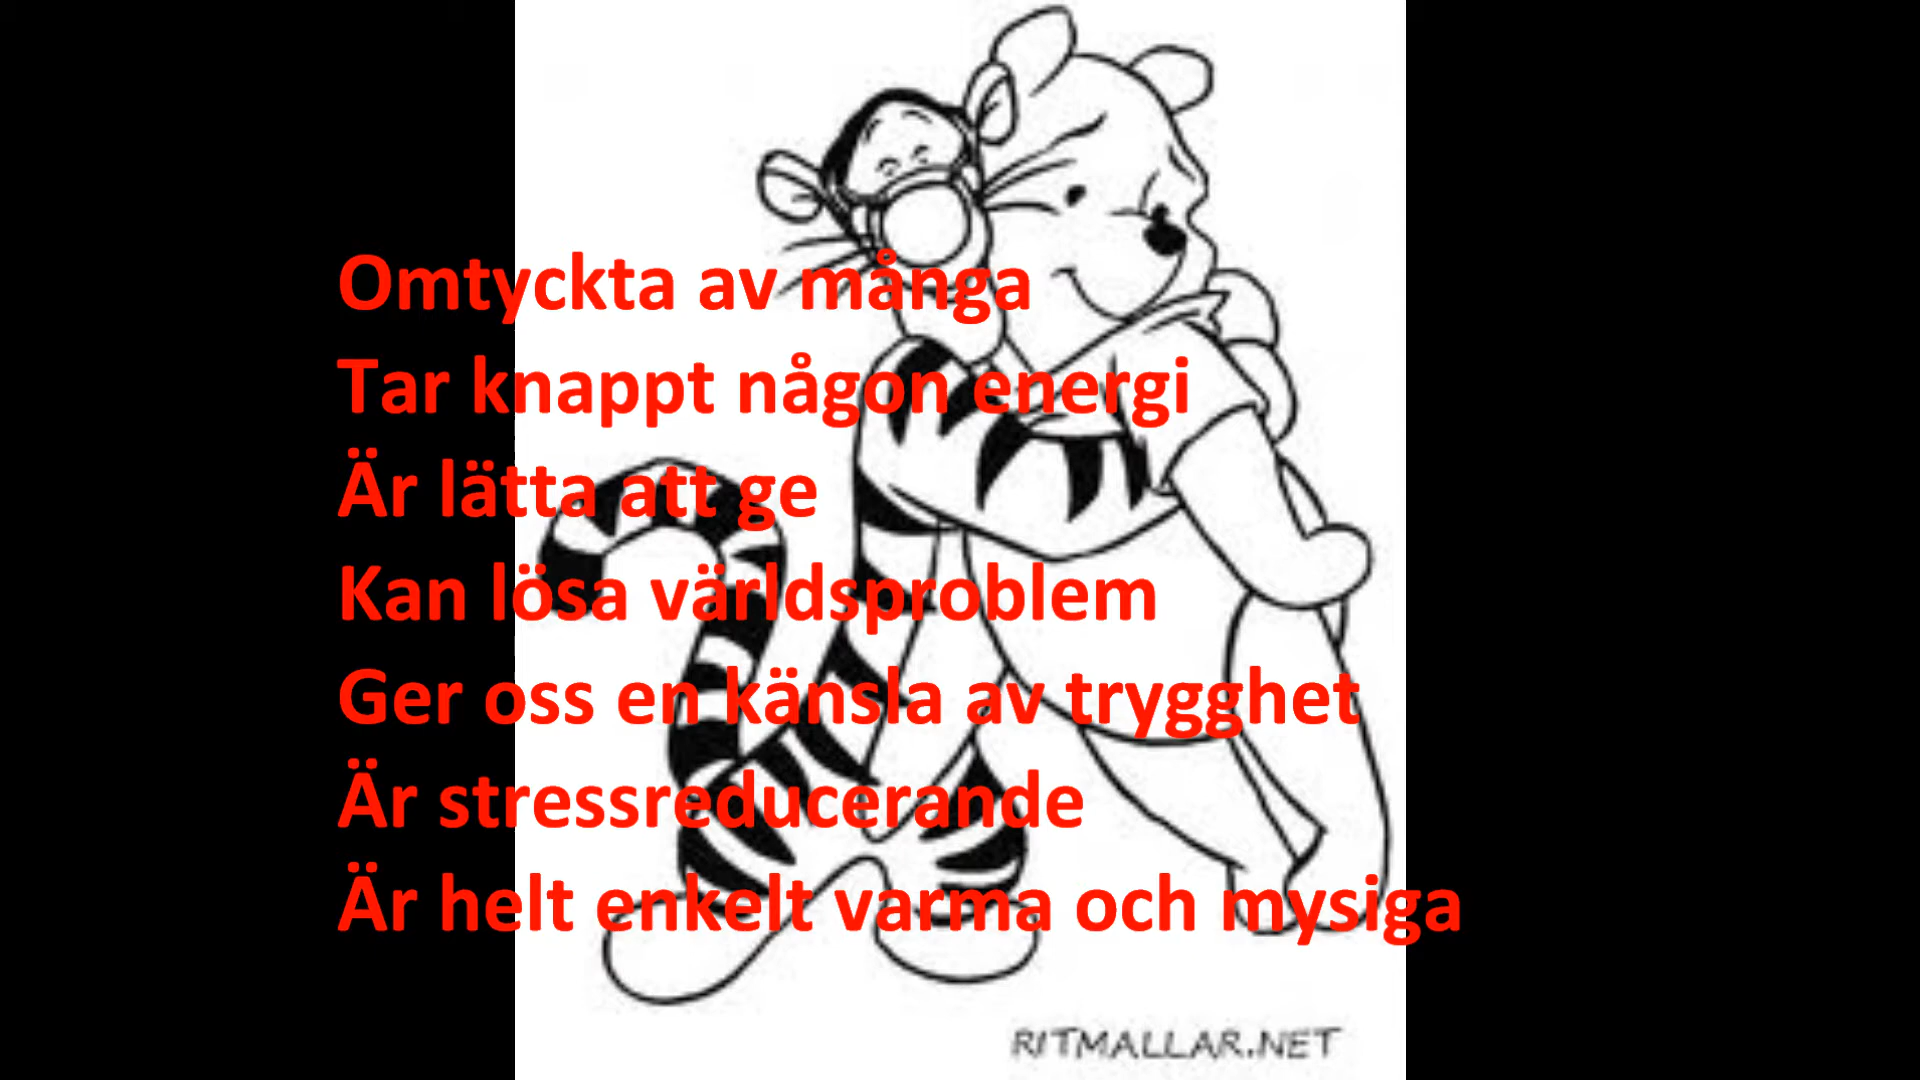 Omtyckta av många
Tar knappt någon energi
Är lätta att ge
Kan lösa världsproblem
Ger oss en känsla av trygghet
Är stressreducerande
Är helt enkelt varma och mysiga
RITMALLAR.NET